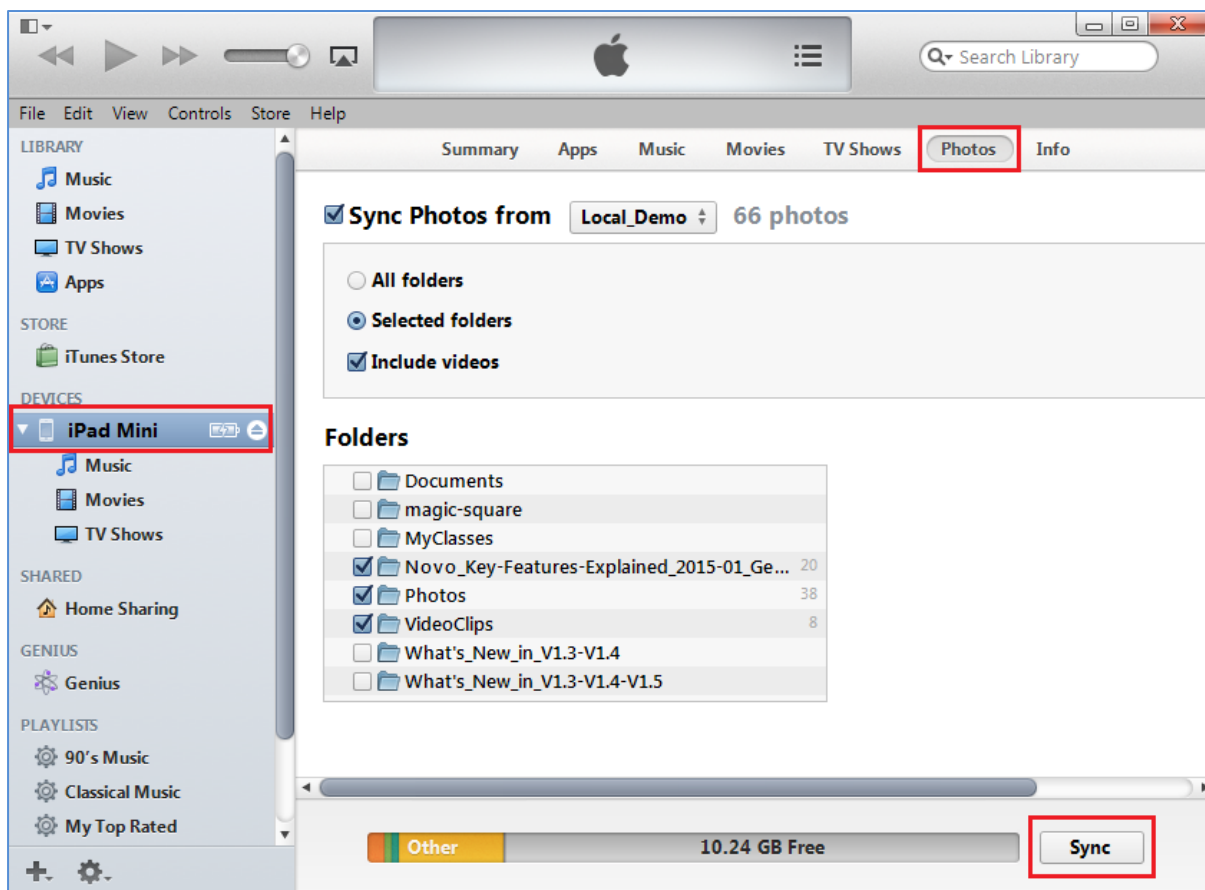 Search Library
File Edit View Controls Store Help
LIBRARY
Music
Movies
TV Shows
Apps
STORE
iTunes Store
DEVICES
iPad Mini
Music
Movies
TV Shows
SHARED
Home Sharing
GENIUS
Genius
PLAYLISTS
90's Music
Classical Music
My Top Rated
Summary Apps Music Movies TV Shows Photos Info
Sync Photos from Local_Demo 66 photos
All folders
Selected folders
Include videos
Folders
Documents
magic-square
MyClasses
Novo_Key-Features-Explained_2015-01_Ge... 20
Photos 38
VideoClips 8
What's_New_in_V1.3-V1.4
What's_New_in_V1.3-V1.4-V1.5
Other 10.24 GB Free Sync